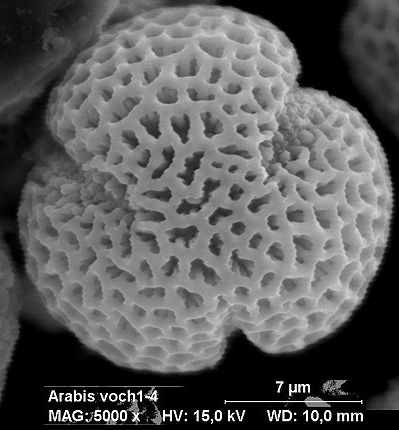 7 µm
Arabis voch1-4
MAG: 5000 x HV: 15,0 kV WD: 10,0 mm